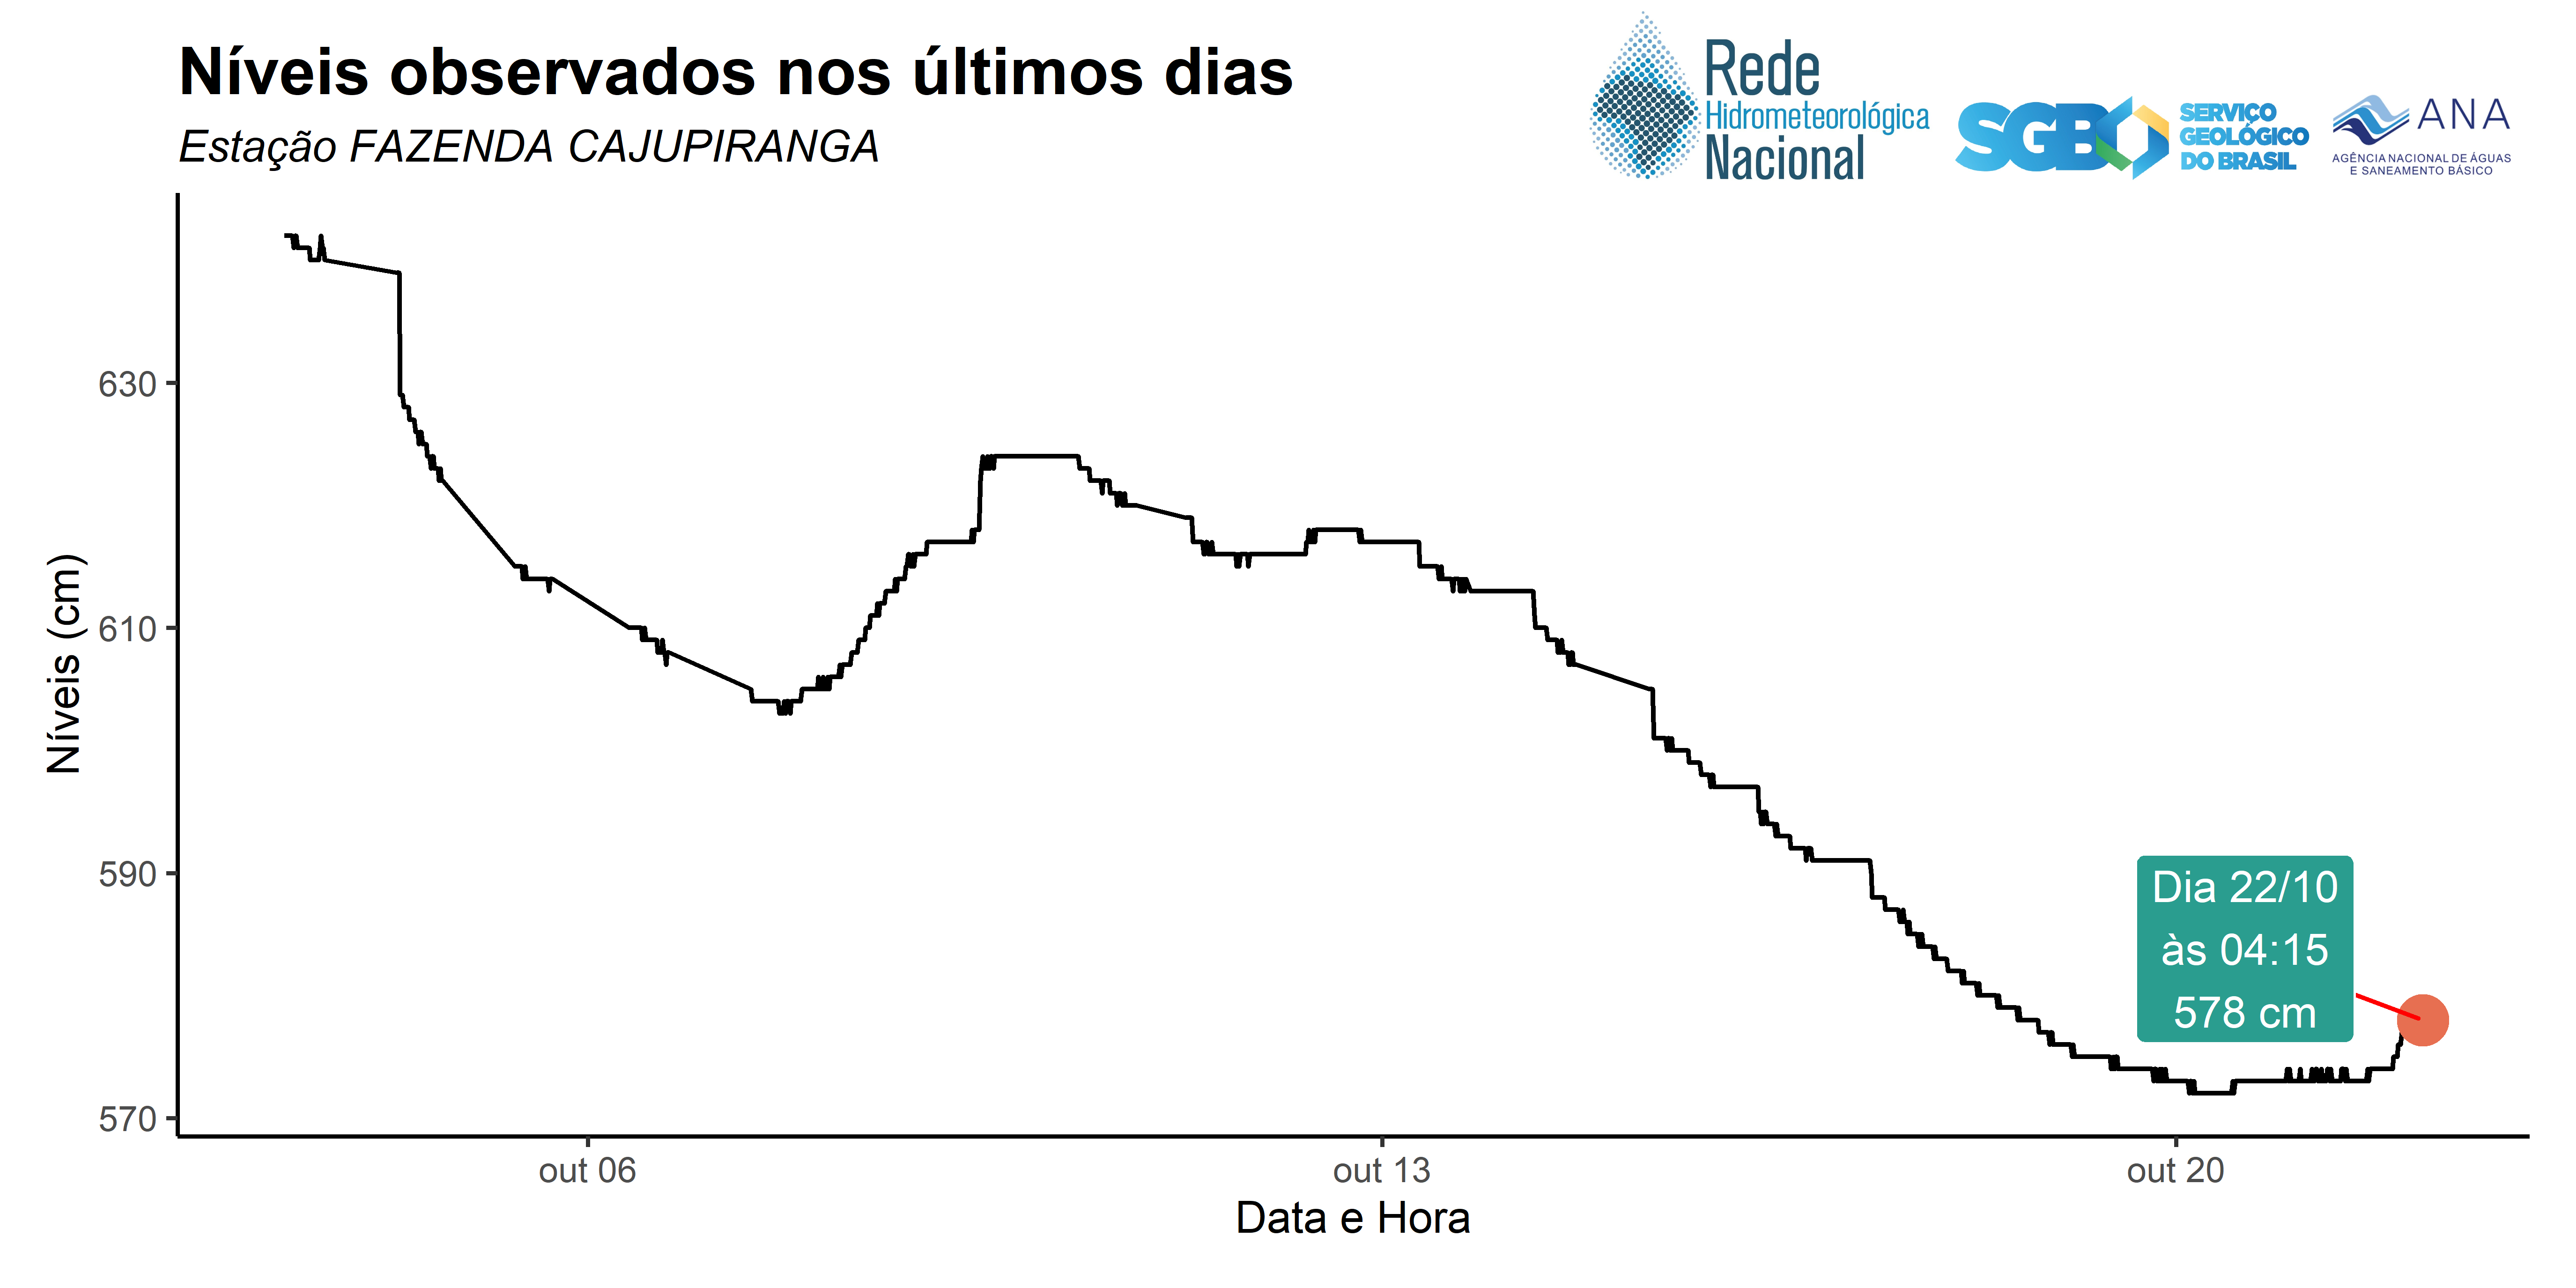 Níveis observados nos últimos dias
Estação FAZENDA CAJUPIRANGA
Rede
Hidrometeorológica
Nacional
SGB
SERVIÇO
GEOLÓGICO
DO BRASIL
ANA
AGÊNCIA NACIONAL DE ÁGUAS
E SANEAMENTO BÁSICO
Níveis (cm)
630
610
590
570
Dia 22/10
às 04:15
578 cm
out 06
out 13
out 20
Data e Hora